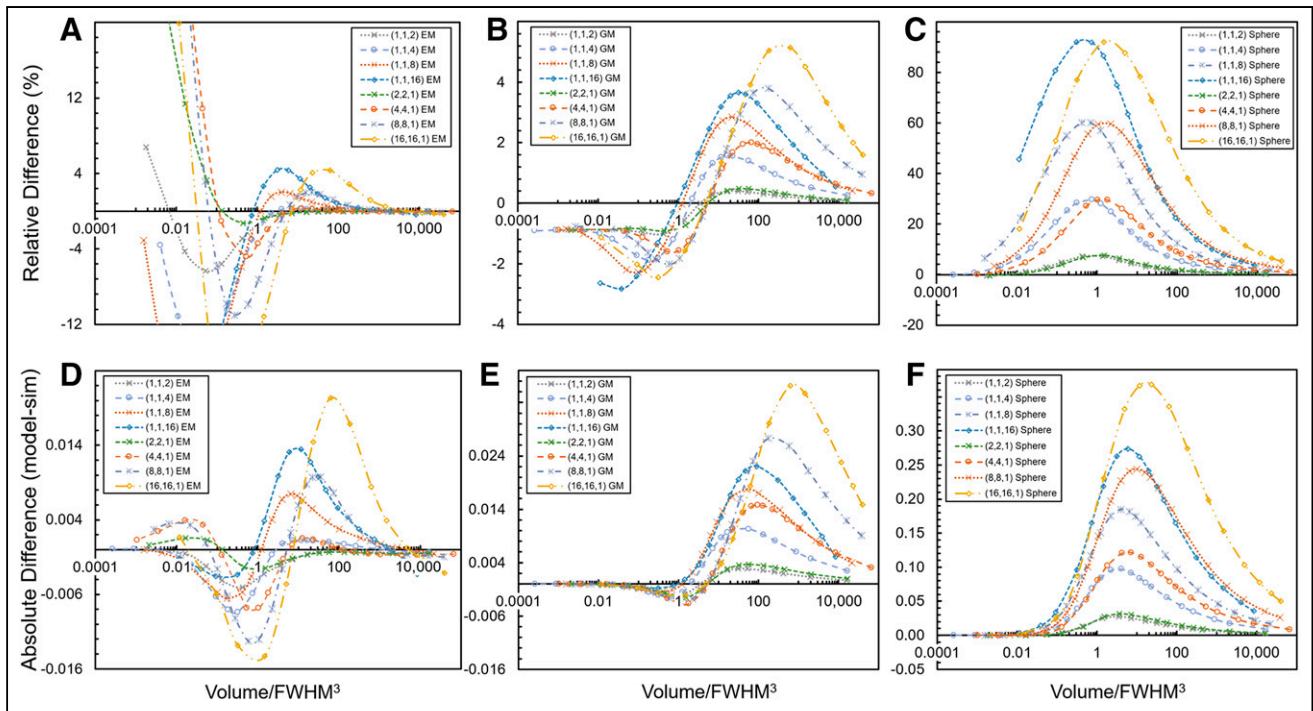 A
Relative Difference (%)
12
4
-4
-12
0.0001
0.01
1
100
10,000
(1,1,2) EM
(1,1,4) EM
(1,1,8) EM
(1,1,16) EM
(2,2,1) EM
(4,4,1) EM
(8,8,1) EM
(16,16,1) EM
B
4
2
0
-2
-4
0.0001
0.01
1
100
10,000
(1,1,2) GM
(1,1,4) GM
(1,1,8) GM
(1,1,16) GM
(2,2,1) GM
(4,4,1) GM
(8,8,1) GM
(16,16,1) GM
C
80
60
40
20
0
-20
0.0001
0.01
1
100
10,000
(1,1,2) Sphere
(1,1,4) Sphere
(1,1,8) Sphere
(1,1,16) Sphere
(2,2,1) Sphere
(4,4,1) Sphere
(8,8,1) Sphere
(16,16,1) Sphere
D
Absolute Difference (model-sim)
0.014
0.004
-0.006
-0.016
0.0001
0.01
1
100
10,000
(1,1,2) EM
(1,1,4) EM
(1,1,8) EM
(1,1,16) EM
(2,2,1) EM
(4,4,1) EM
(8,8,1) EM
(16,16,1) EM
Volume/FWHM³
E
0.024
0.014
0.004
-0.006
-0.016
0.0001
0.01
1
100
10,000
(1,1,2) GM
(1,1,4) GM
(1,1,8) GM
(1,1,16) GM
(2,2,1) GM
(4,4,1) GM
(8,8,1) GM
(16,16,1) GM
Volume/FWHM³
F
0.30
0.25
0.20
0.15
0.10
0.05
0.00
-0.05
0.0001
0.01
1
100
10,000
(1,1,2) Sphere
(1,1,4) Sphere
(1,1,8) Sphere
(1,1,16) Sphere
(2,2,1) Sphere
(4,4,1) Sphere
(8,8,1) Sphere
(16,16,1) Sphere
Volume/FWHM³